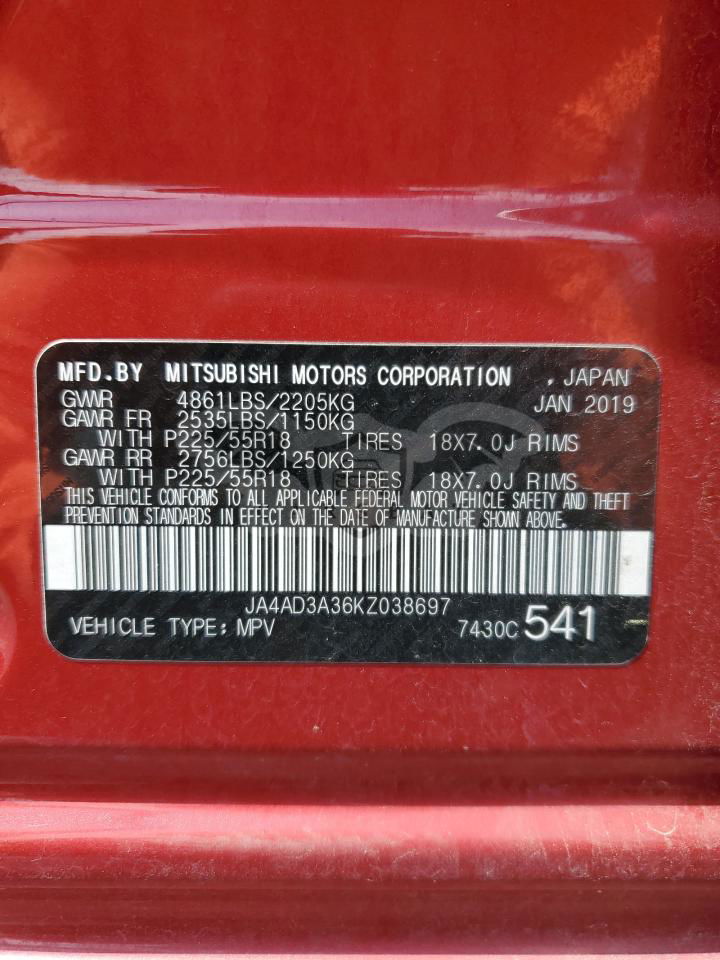 MFD.BY MITSUBISHI MOTORS CORPORATION , JAPAN
GVWR 4861LBS/2205KG JAN 2019
GAWR FR 2535LBS/1150KG
WITH P225/55R18 TIRES 18X7.0J RIMS
GAWR RR 2756LBS/1250KG
WITH P225/55R18 TIRES 18X7.0J RIMS
THIS VEHICLE CONFORMS TO ALL APPLICABLE FEDERAL MOTOR VEHICLE SAFETY AND THEFT
PREVENTION STANDARDS IN EFFECT ON THE DATE OF MANUFACTURE SHOWN ABOVE.
JA4AD3A36KZ038697
VEHICLE TYPE: MPV 7430C 541